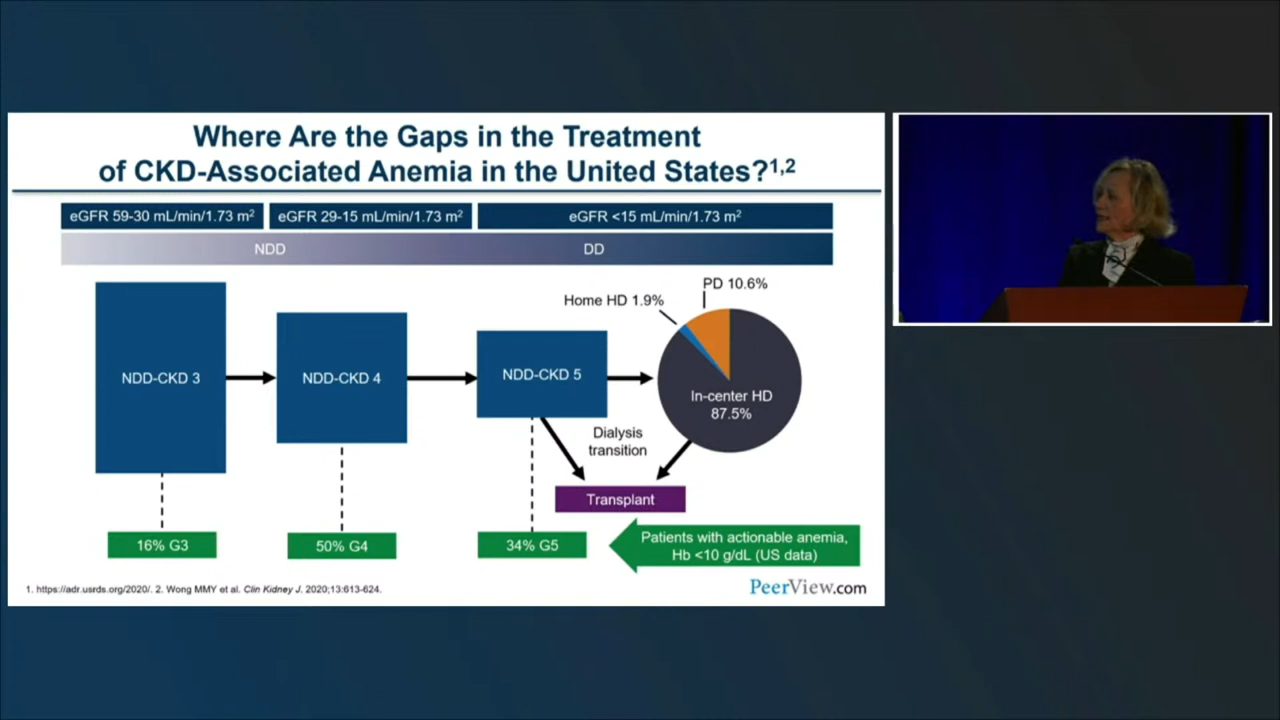 Where Are the Gaps in the Treatment
of CKD-Associated Anemia in the United States?¹,²
eGFR 59-30 mL/min/1.73 m²
eGFR 29-15 mL/min/1.73 m²
eGFR <15 mL/min/1.73 m²
NDD
DD
PD 10.6%
Home HD 1.9%
NDD-CKD 3
NDD-CKD 4
NDD-CKD 5
In-center HD
87.5%
Dialysis
transition
Transplant
16% G3
50% G4
34% G5
Patients with actionable anemia,
Hb <10 g/dL (US data)
1. https://adr.usrds.org/2020/. 2. Wong MMY et al. Clin Kidney J. 2020;13:613-624.
PeerView.com